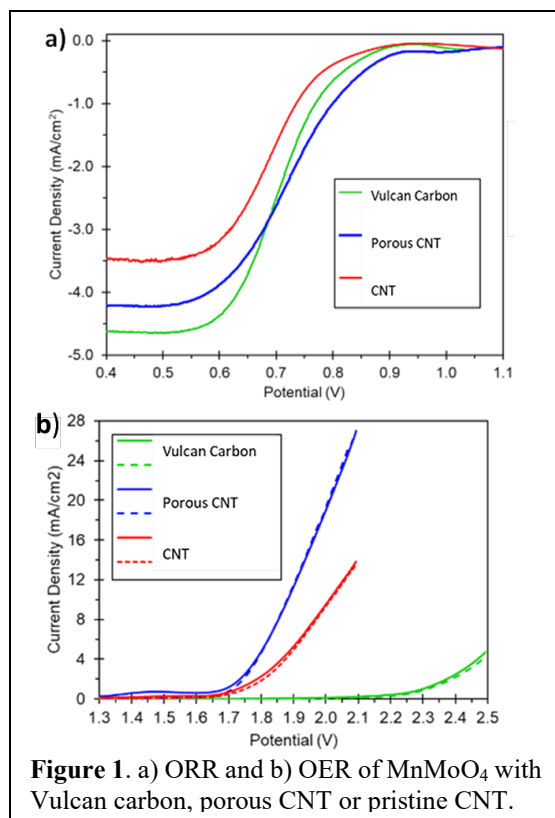 a)
0.0
-1.0
-2.0
-3.0
-4.0
-5.0
Current Density (mA/cm²)
Vulcan Carbon
Porous CNT
CNT
0.4 0.5 0.6 0.7 0.8 0.9 1.0 1.1
Potential (V)
b)
28
24
20
16
12
8
4
0
Current Density (mA/cm2)
Vulcan Carbon
Porous CNT
CNT
1.3 1.4 1.5 1.6 1.7 1.8 1.9 2.0 2.1 2.2 2.3 2.4 2.5
Potential (V)
Figure 1. a) ORR and b) OER of MnMoO₄ with
Vulcan carbon, porous CNT or pristine CNT.